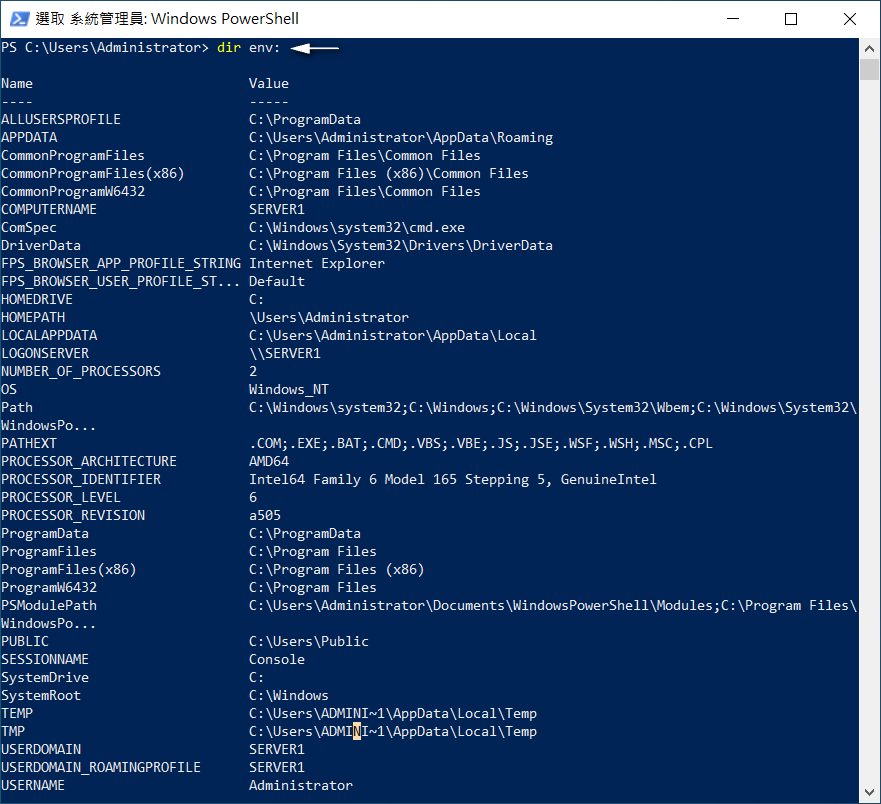 選取 系統管理員: Windows PowerShell
PS C:\Users\Administrator> dir env:
Name                           Value
----                           -----
ALLUSERSPROFILE                C:\ProgramData
APPDATA                        C:\Users\Administrator\AppData\Roaming
CommonProgramFiles             C:\Program Files\Common Files
CommonProgramFiles(x86)        C:\Program Files (x86)\Common Files
CommonProgramW6432             C:\Program Files\Common Files
COMPUTERNAME                   SERVER1
ComSpec                        C:\Windows\system32\cmd.exe
DriverData                     C:\Windows\System32\Drivers\DriverData
FPS_BROWSER_APP_PROFILE_STRING Internet Explorer
FPS_BROWSER_USER_PROFILE_ST... Default
HOMEDRIVE                      C:
HOMEPATH                       \Users\Administrator
LOCALAPPDATA                   C:\Users\Administrator\AppData\Local
LOGONSERVER                    \\SERVER1
NUMBER_OF_PROCESSORS           2
OS                             Windows_NT
Path                           C:\Windows\system32;C:\Windows;C:\Windows\System32\Wbem;C:\Windows\System32\
WindowsPo...
PATHEXT                        .COM;.EXE;.BAT;.CMD;.VBS;.VBE;.JS;.JSE;.WSF;.WSH;.MSC;.CPL
PROCESSOR_ARCHITECTURE         AMD64
PROCESSOR_IDENTIFIER           Intel64 Family 6 Model 165 Stepping 5, GenuineIntel
PROCESSOR_LEVEL                6
PROCESSOR_REVISION             a505
ProgramData                    C:\ProgramData
ProgramFiles                   C:\Program Files
ProgramFiles(x86)              C:\Program Files (x86)
ProgramW6432                   C:\Program Files
PSModulePath                   C:\Users\Administrator\Documents\WindowsPowerShell\Modules;C:\Program Files\
WindowsPo...
PUBLIC                         C:\Users\Public
SESSIONNAME                    Console
SystemDrive                    C:
SystemRoot                     C:\Windows
TEMP                           C:\Users\ADMINI~1\AppData\Local\Temp
TMP                            C:\Users\ADMINI~1\AppData\Local\Temp
USERDOMAIN                     SERVER1
USERDOMAIN_ROAMINGPROFILE      SERVER1
USERNAME                       Administrator